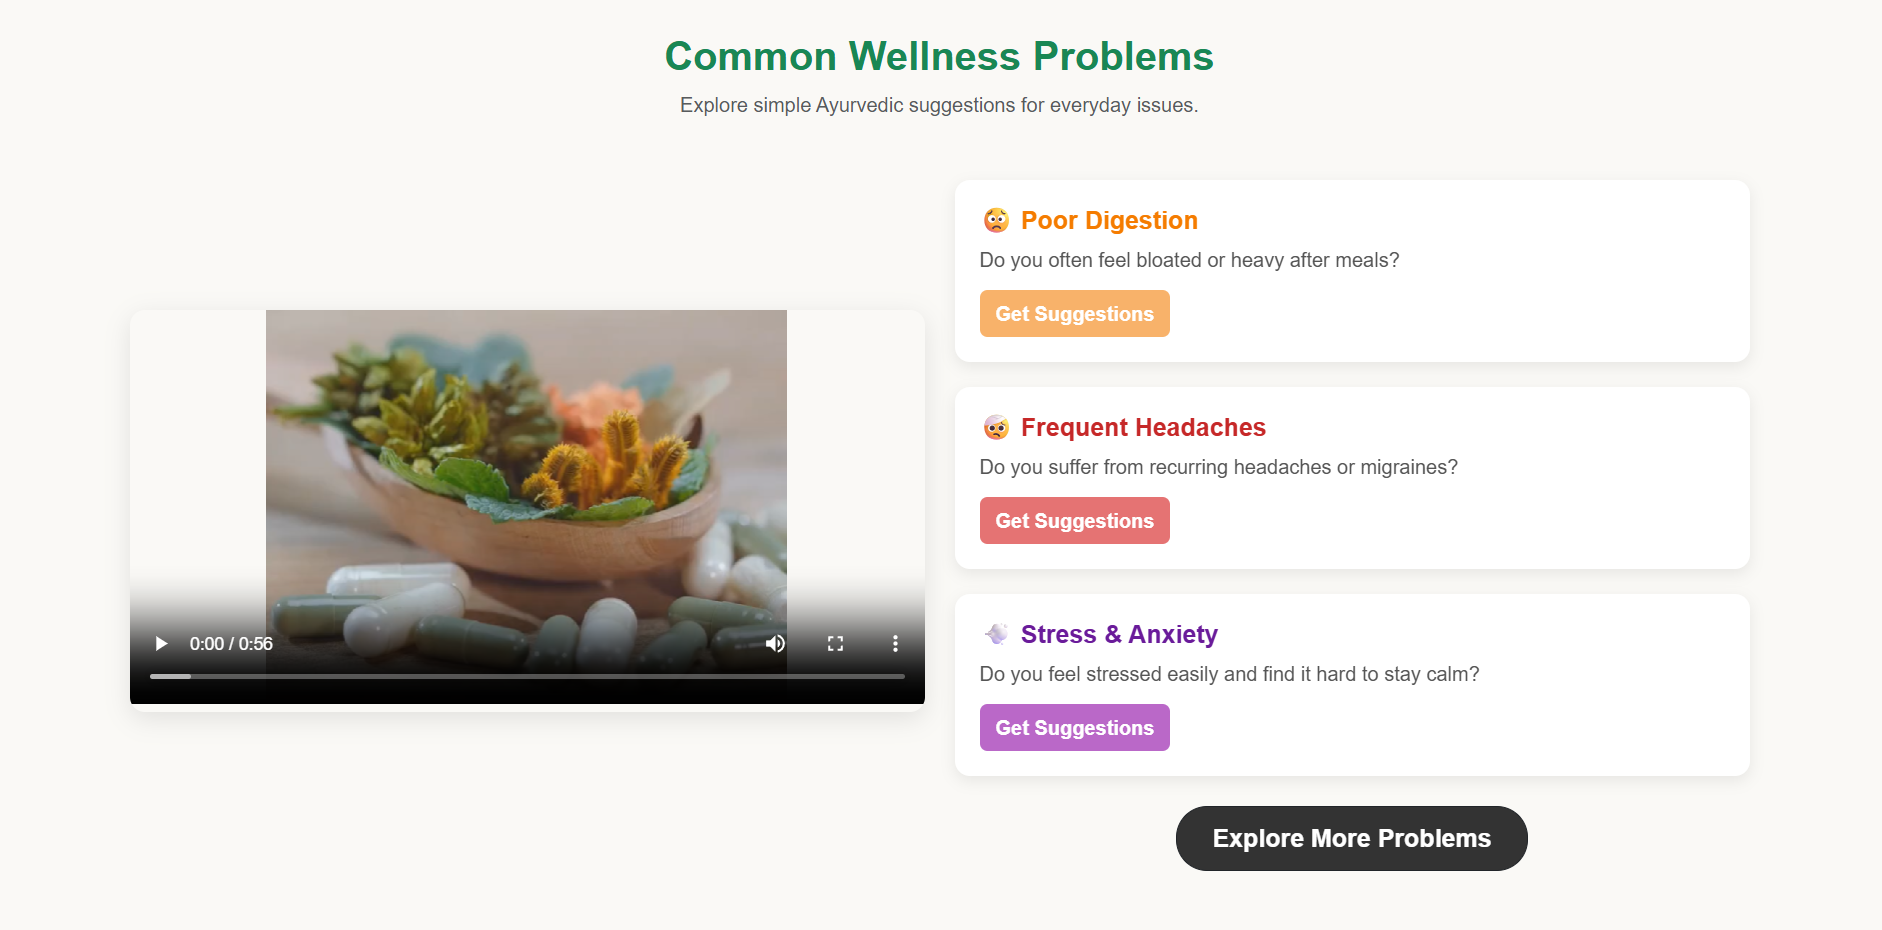 Common Wellness Problems
Explore simple Ayurvedic suggestions for everyday issues.
0:00 / 0:56
Poor Digestion
Do you often feel bloated or heavy after meals?
Get Suggestions
Frequent Headaches
Do you suffer from recurring headaches or migraines?
Get Suggestions
Stress & Anxiety
Do you feel stressed easily and find it hard to stay calm?
Get Suggestions
Explore More Problems